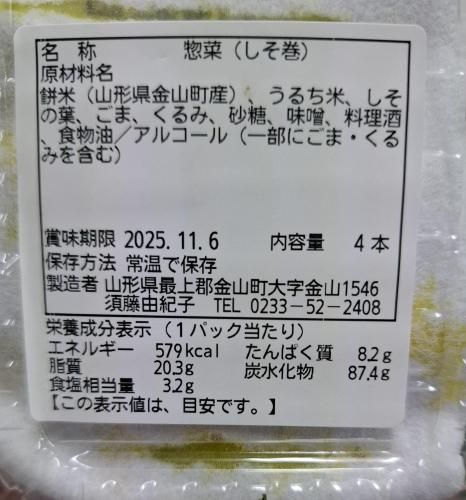 名 称 惣菜（しそ巻）
原材料名
餅米（山形県金山町産）、うるち米、しそ
の葉、ごま、くるみ、砂糖、味噌、料理酒
、食物油／アルコール（一部にごま・くる
みを含む）
賞味期限 2025.11.6 内容量 4本
保存方法 常温で保存
製造者 山形県最上郡金山町大字金山1546
須藤由紀子 TEL 0233-52-2408
栄養成分表示（1パック当たり）
エネルギー 579kcal たんぱく質 8.2g
脂質 20.3g 炭水化物 87.4g
食塩相当量 3.2g
【この表示値は、目安です。】